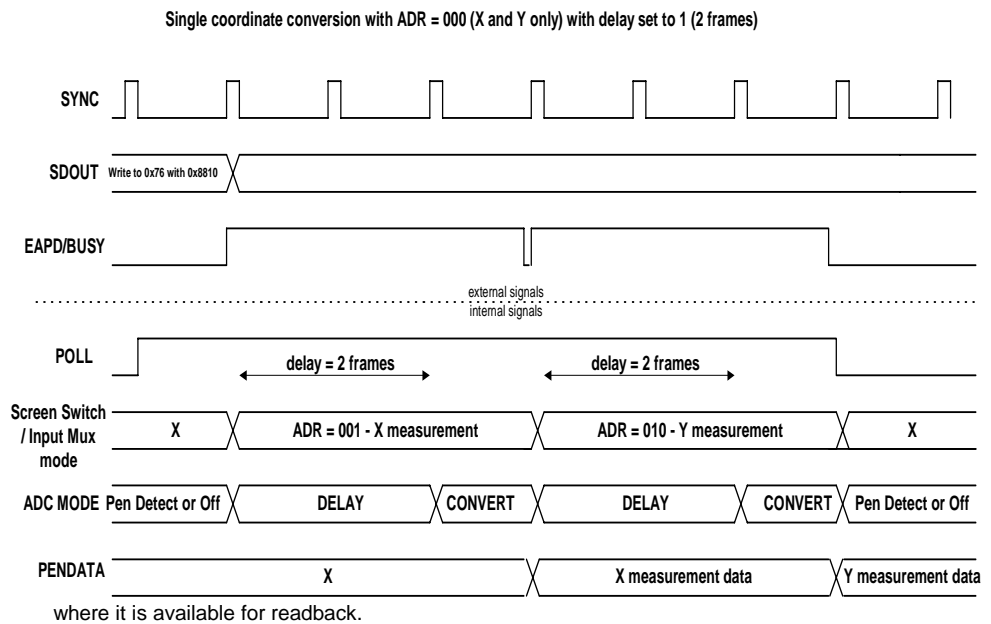 Single coordinate conversion with ADR = 000 (X and Y only) with delay set to 1 (2 frames)
SYNC
SDOUT Write to 0x76 with 0x8810
EAPD/BUSY
external signals
internal signals
POLL
delay = 2 frames delay = 2 frames
Screen Switch
/ Input Mux
mode
X ADR = 001 - X measurement ADR = 010 - Y measurement X
ADC MODE Pen Detect or Off DELAY CONVERT DELAY CONVERT Pen Detect or Off
PENDATA X X measurement data Y measurement data
where it is available for readback.